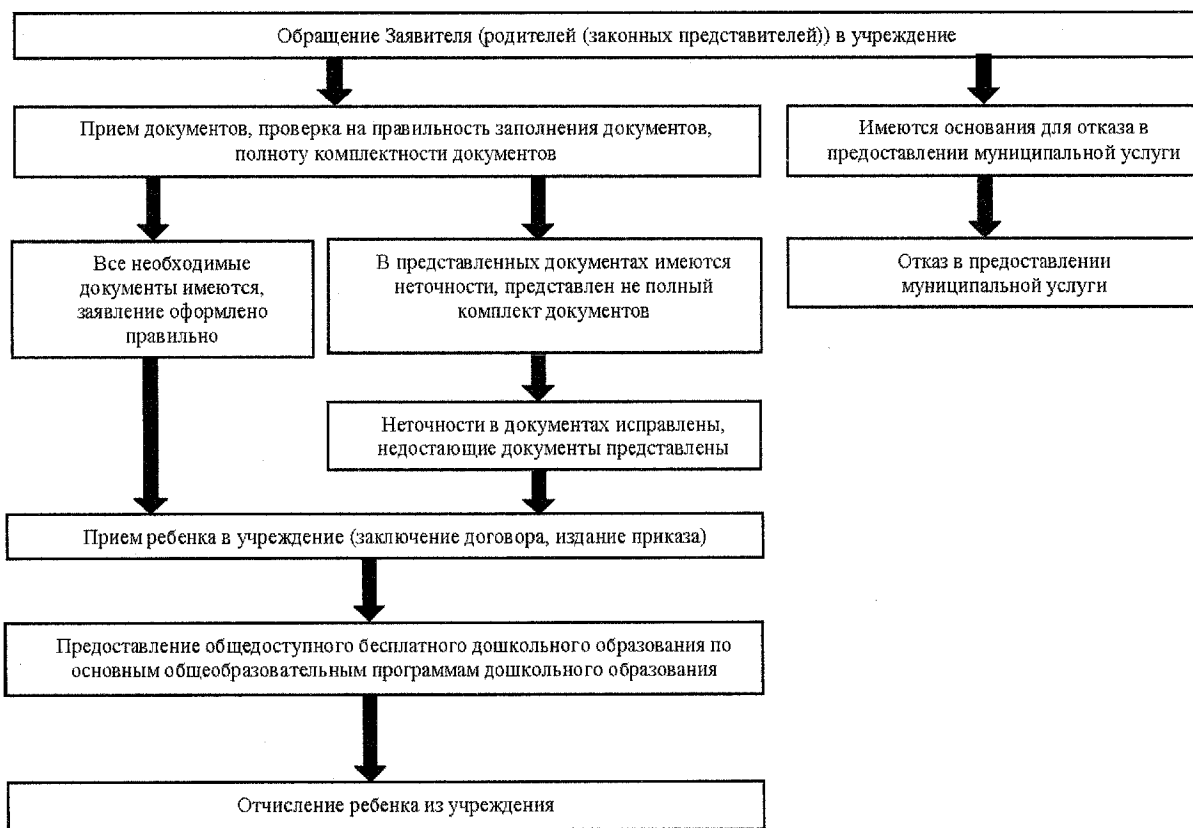 Обращение Заявителя (родителей (законных представителей)) в учреждение
Прием документов, проверка на правильность заполнения документов,
полноту комплектности документов
Имеются основания для отказа в
предоставлении муниципальной услуги
Все необходимые
документы имеются,
заявление оформлено
правильно
В представленных документах имеются
неточности, представлен не полный
комплект документов
Отказ в предоставлении
муниципальной услуги
Неточности в документах исправлены,
недостающие документы представлены
Прием ребенка в учреждение (заключение договора, издание приказа)
Предоставление общедоступного бесплатного дошкольного образования по
основным общеобразовательным программам дошкольного образования
Отчисление ребенка из учреждения